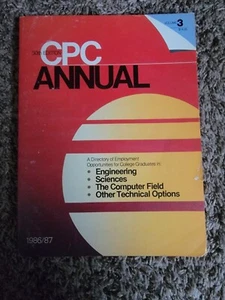 CPC
3
ANNUAL
A Directory of Employment
Opportunities for College Graduates in:
• Engineering
• Sciences
• The Computer Field
• Other Technical Options
1986/87